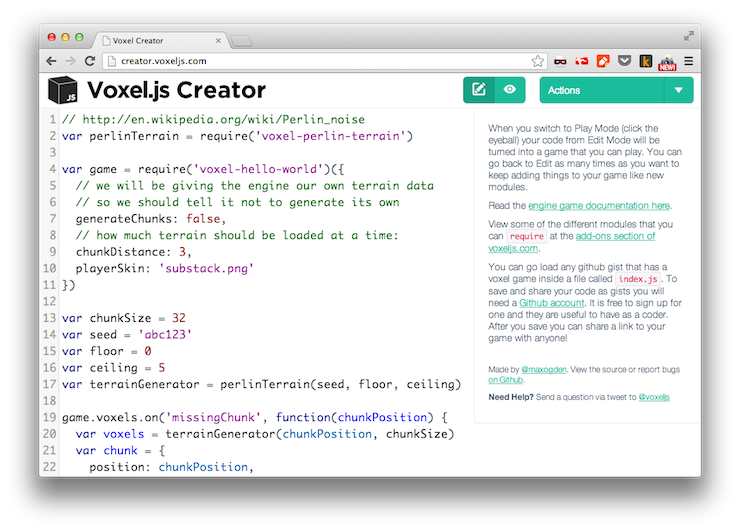 Voxel Creator
creator.voxeljs.com
NEW!
JS
Voxel.js Creator
Actions
1 // http://en.wikipedia.org/wiki/Perlin_noise
2 var perlinTerrain = require('voxel-perlin-terrain')
3
4 var game = require('voxel-hello-world')({
5 // we will be giving the engine our own terrain data
6 // so we should tell it not to generate its own
7 generateChunks: false,
8 // how much terrain should be loaded at a time:
9 chunkDistance: 3,
10 playerSkin: 'substack.png'
11 })
12
13 var chunkSize = 32
14 var seed = 'abc123'
15 var floor = 0
16 var ceiling = 5
17 var terrainGenerator = perlinTerrain(seed, floor, ceiling)
18
19 game.voxels.on('missingChunk', function(chunkPosition) {
20 var voxels = terrainGenerator(chunkPosition, chunkSize)
21 var chunk = {
22 position: chunkPosition,
When you switch to Play Mode (click the
eyeball) your code from Edit Mode will be
turned into a game that you can play. You can
go back to Edit as many times as you want to
keep adding things to your game like new
modules.
Read the engine game documentation here.
View some of the different modules that you
can require at the add-ons section of
voxeljs.com.
You can go load any github gist that has a
voxel game inside a file called index.js. To
save and share your code as gists you will
need a Github account. It is free to sign up for
one and they are useful to have as a coder.
After you save you can share a link to your
game with anyone!
Made by @maxogden. View the source or report bugs
on Github.
Need Help? Send a question via tweet to @voxeljs